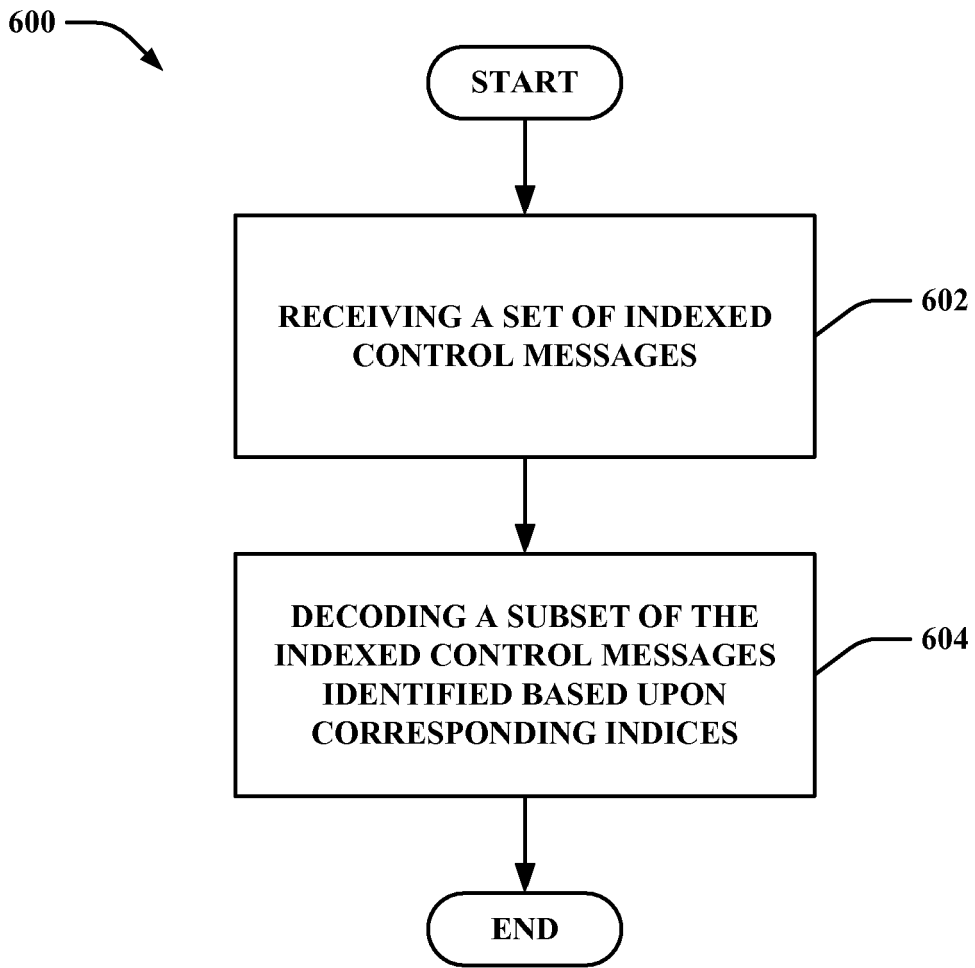 600
START
RECEIVING A SET OF INDEXED
CONTROL MESSAGES
602
DECODING A SUBSET OF THE
INDEXED CONTROL MESSAGES
IDENTIFIED BASED UPON
CORRESPONDING INDICES
604
END